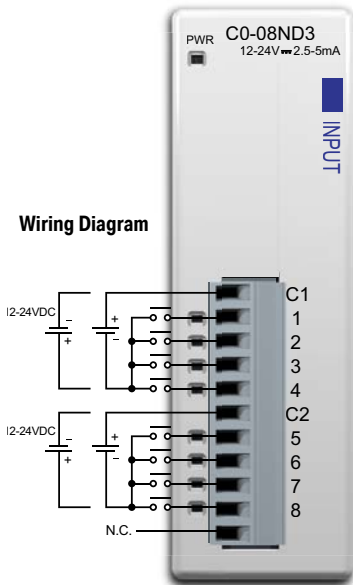 PWR C0-08ND3
12-24V⎓2.5-5mA
INPUT
Wiring Diagram
C1
12-24VDC
−
+
+
−
1
2
3
4
C2
12-24VDC
−
+
+
−
5
6
7
8
N.C.